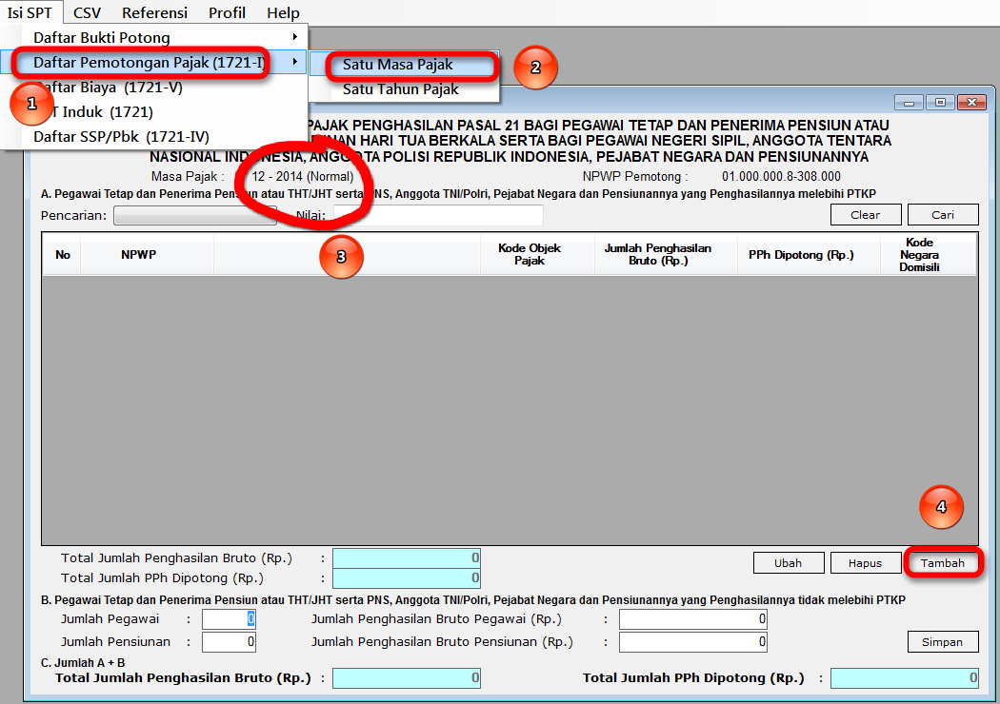 Isi SPT CSV Referensi Profil Help
Daftar Bukti Potong
Daftar Pemotongan Pajak (1721-I)
Satu Masa Pajak
2
1
Biaya (1721-V)
Satu Tahun Pajak
Induk (1721)
Daftar SSP/Pbk (1721-IV)
PAJAK PENGHASILAN PASAL 21 BAGI PEGAWAI TETAP DAN PENERIMA PENSIUN ATAU
HARI TUA BERKALA SERTA BAGI PEGAWAI NEGERI SIPIL, ANGGOTA TENTARA
NASIONAL INDONESIA, ANGGOTA POLISI REPUBLIK INDONESIA, PEJABAT NEGARA DAN PENSIUNANNYA
Masa Pajak : 12 - 2014 (Normal) NPWP Pemotong : 01.000.000.8-308.000
A. Pegawai Tetap dan Penerima Pensiun atau THT/JHT serta PNS, Anggota TNI/Polri, Pejabat Negara dan Pensiunannya yang Penghasilannya melebihi PTKP
Pencarian: Nilai: Clear Cari
No NPWP Kode Objek Pajak Jumlah Penghasilan Bruto (Rp.) PPh Dipotong (Rp.) Kode Negara Domisili
3
4
Total Jumlah Penghasilan Bruto (Rp.) : 0
Ubah Hapus Tambah
Total Jumlah PPh Dipotong (Rp.) : 0
B. Pegawai Tetap dan Penerima Pensiun atau THT/JHT serta PNS, Anggota TNI/Polri, Pejabat Negara dan Pensiunannya yang Penghasilannya tidak melebihi PTKP
Jumlah Pegawai : 0 Jumlah Penghasilan Bruto Pegawai (Rp.) : 0
Jumlah Pensiunan : 0 Jumlah Penghasilan Bruto Pensiunan (Rp.) : 0 Simpan
C. Jumlah A + B
Total Jumlah Penghasilan Bruto (Rp.) : 0 Total Jumlah PPh Dipotong (Rp.) : 0